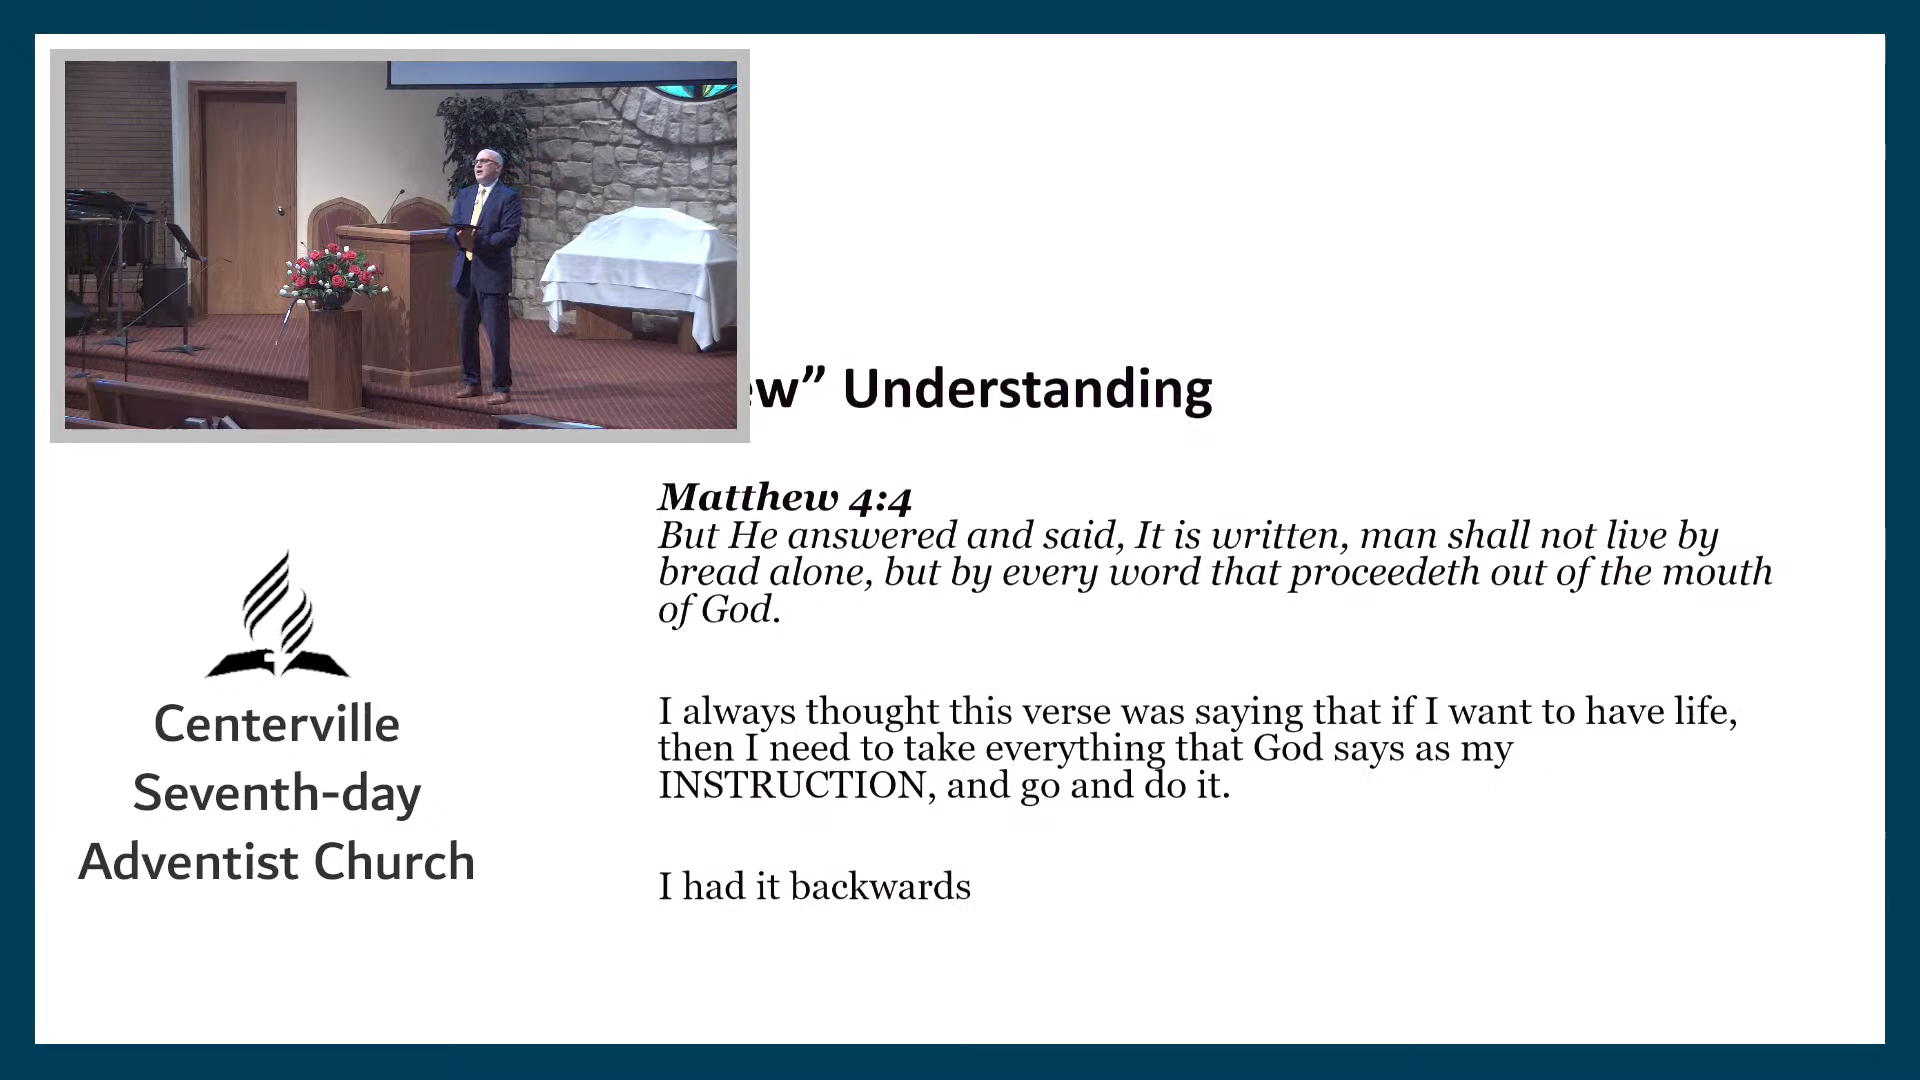 ew” Understanding
Matthew 4:4
But He answered and said, It is written, man shall not live by
bread alone, but by every word that proceedeth out of the mouth
of God.
I always thought this verse was saying that if I want to have life,
then I need to take everything that God says as my
INSTRUCTION, and go and do it.
I had it backwards
Centerville
Seventh-day
Adventist Church